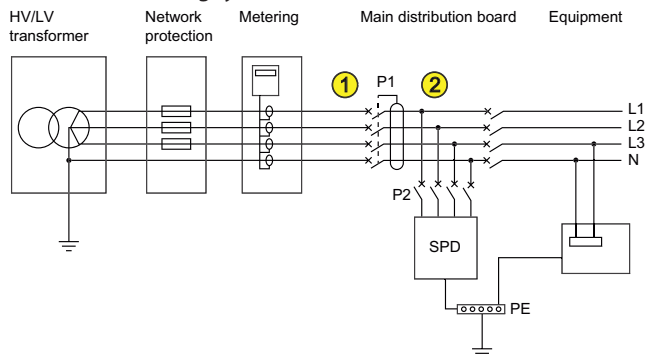 HV/LV
transformer
Network
protection
Metering
Main distribution board
Equipment
1
P1
2
L1
L2
L3
N
P2
SPD
PE